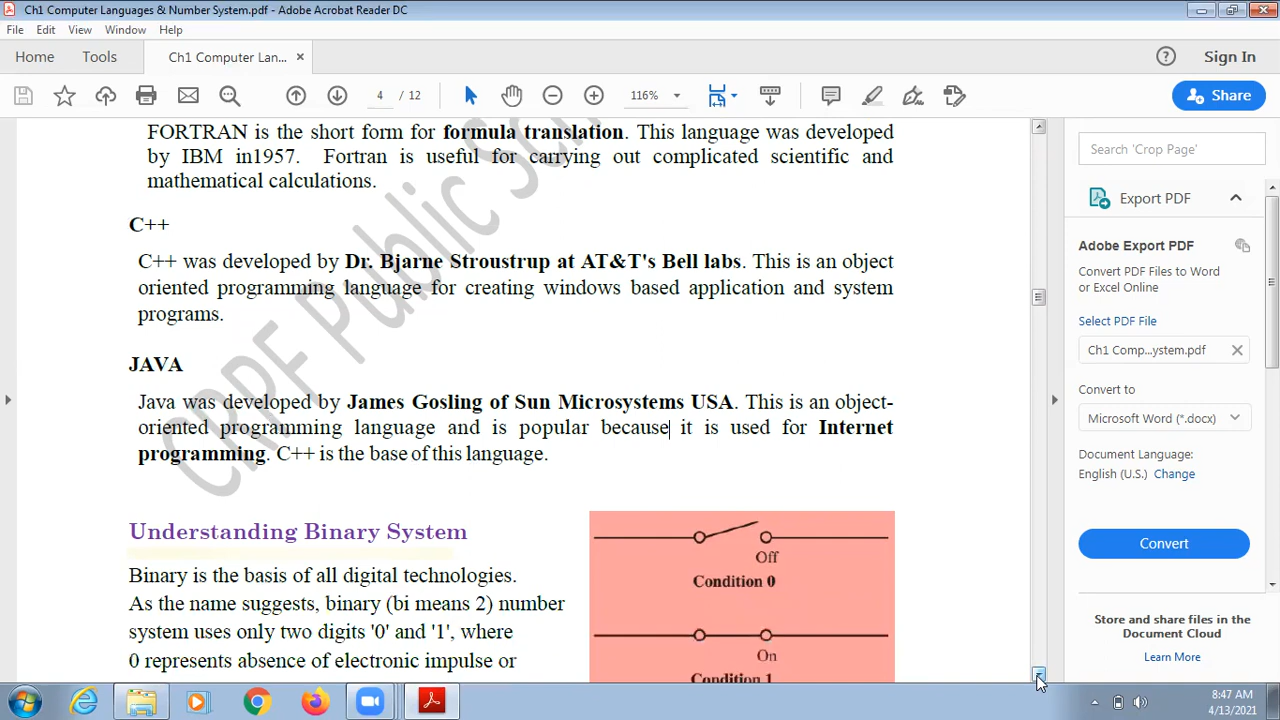 Ch1 Computer Languages & Number System.pdf - Adobe Acrobat Reader DC
File Edit View Window Help
Home Tools Ch1 Computer Lan... × Sign In
4 / 12 116% Share
FORTRAN is the short form for formula translation. This language was developed
by IBM in1957. Fortran is useful for carrying out complicated scientific and
mathematical calculations.
C++
C++ was developed by Dr. Bjarne Stroustrup at AT&T's Bell labs. This is an object
oriented programming language for creating windows based application and system
programs.
JAVA
Java was developed by James Gosling of Sun Microsystems USA. This is an object-
oriented programming language and is popular because it is used for Internet
programming. C++ is the base of this language.
Understanding Binary System
Binary is the basis of all digital technologies.
As the name suggests, binary (bi means 2) number
system uses only two digits '0' and '1', where
0 represents absence of electronic impulse or
Off
Condition 0
On
Condition 1
CRPF Public Sc
Search 'Crop Page'
Export PDF
Adobe Export PDF
Convert PDF Files to Word
or Excel Online
Select PDF File
Ch1 Comp...ystem.pdf
Convert to
Microsoft Word (*.docx)
Document Language:
English (U.S.) Change
Convert
Store and share files in the
Document Cloud
Learn More
8:47 AM
4/13/2021